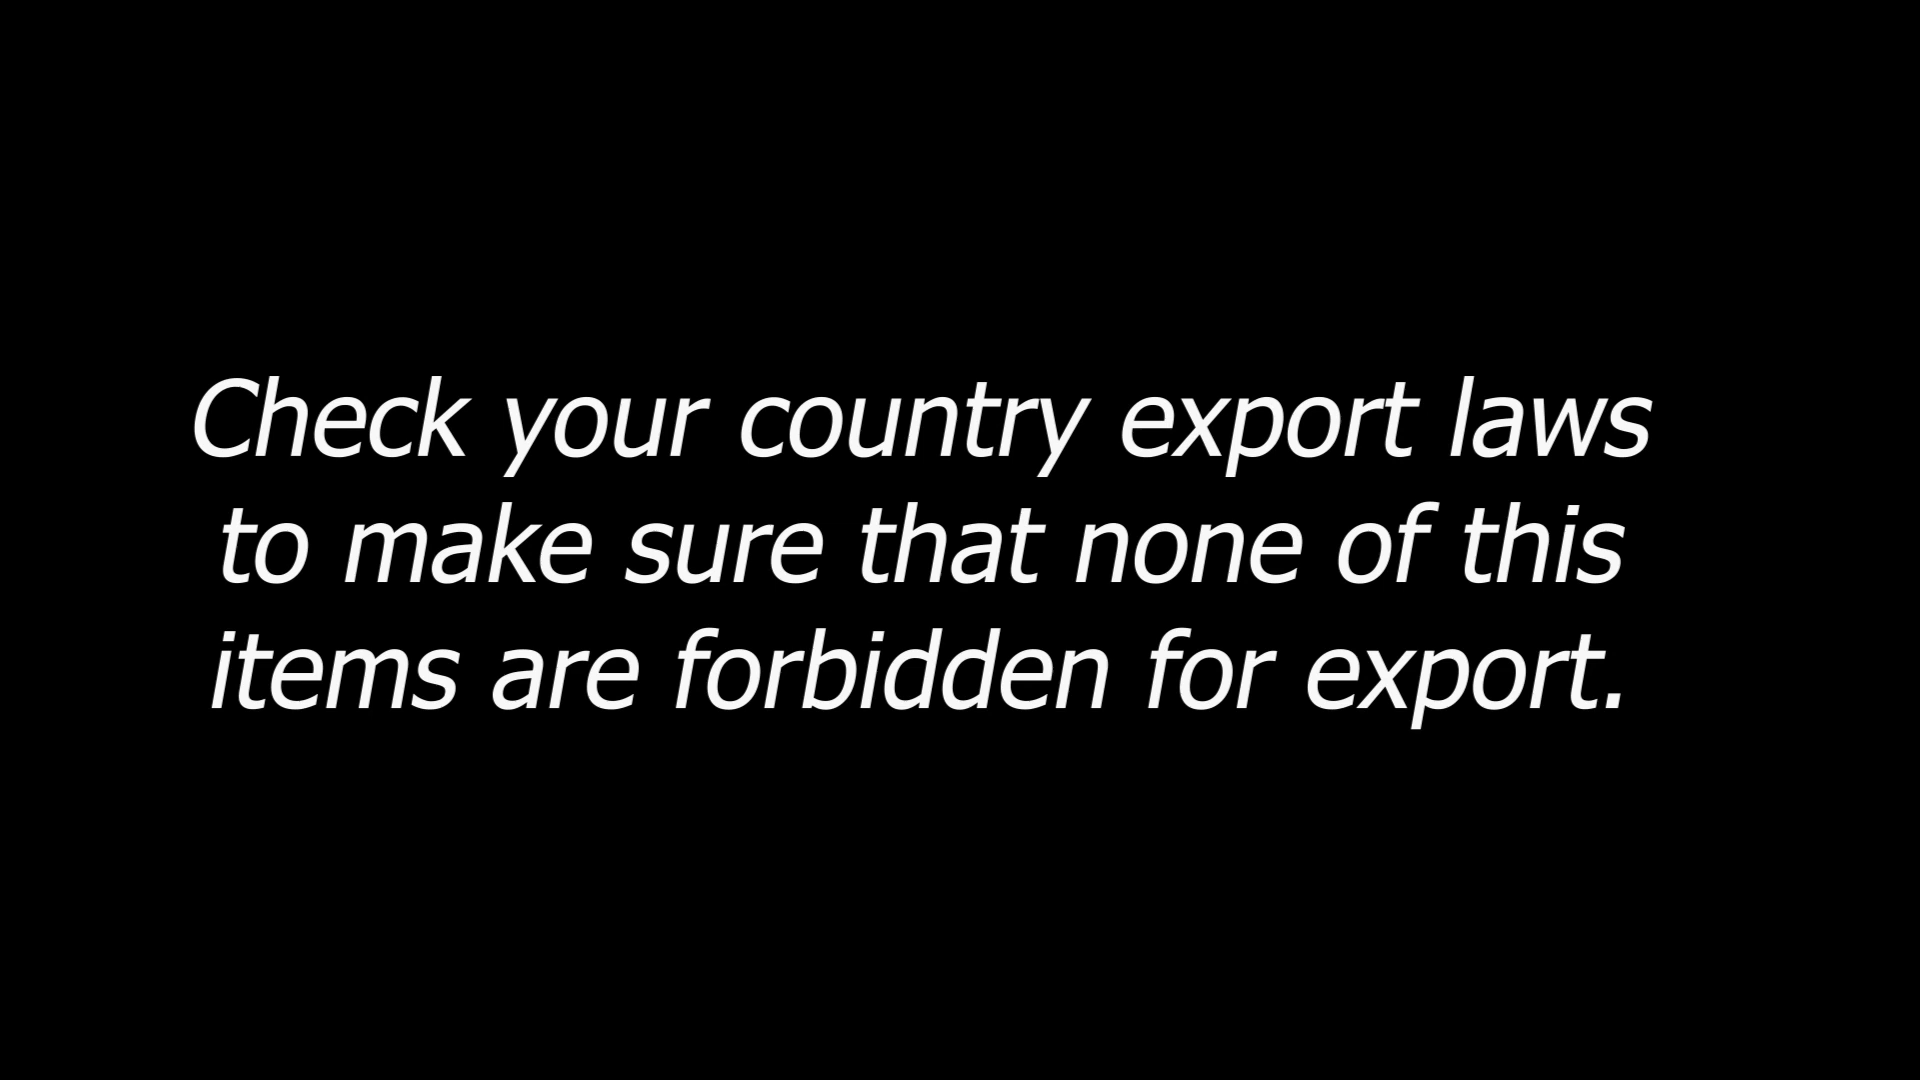 Check your country export laws
to make sure that none of this
items are forbidden for export.